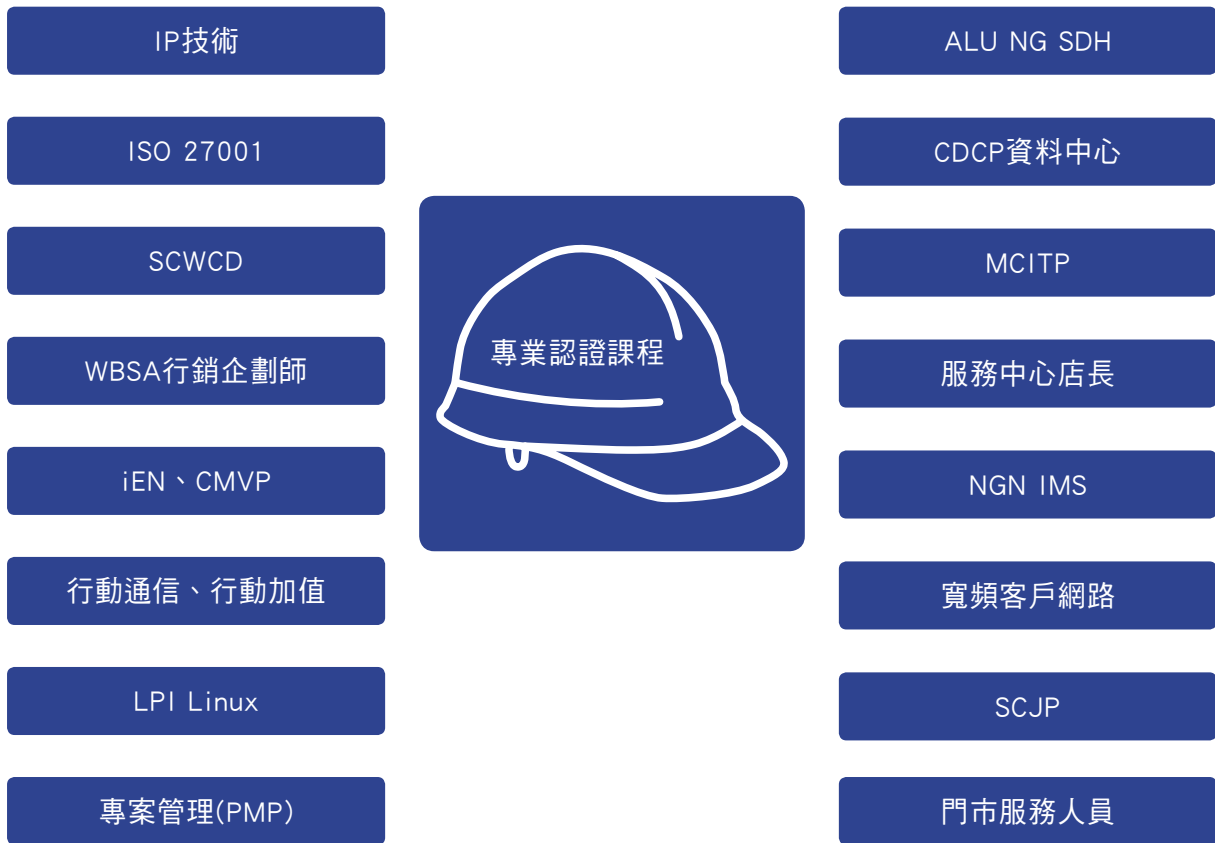 IP技術
ISO 27001
SCWCD
WBSA行銷企劃師
iEN、CMVP
行動通信、行動加值
LPI Linux
專案管理(PMP)
專業認證課程
ALU NG SDH
CDCP資料中心
MCITP
服務中心店長
NGN IMS
寬頻客戶網路
SCJP
門市服務人員